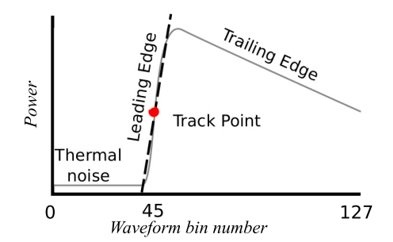 Power
Leading Edge
Trailing Edge
Track Point
Thermal
noise
0
45
127
Waveform bin number